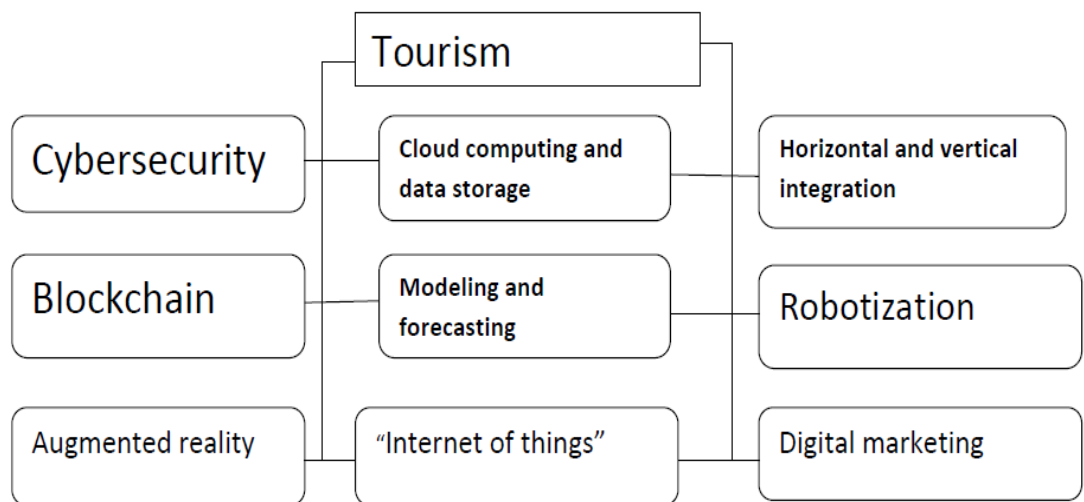 Tourism
Cybersecurity
Cloud computing and
data storage
Horizontal and vertical
integration
Blockchain
Modeling and
forecasting
Robotization
Augmented reality
“Internet of things”
Digital marketing